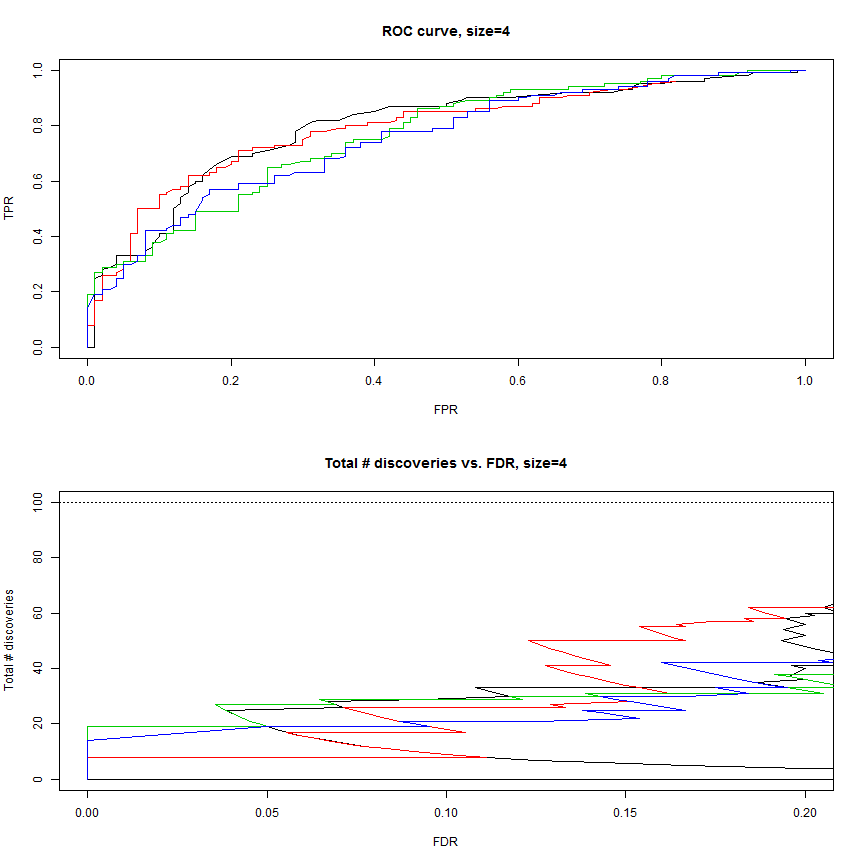 ROC curve, size=4
1.0
0.8
0.6
0.4
0.2
0.0
TPR
0.0 0.2 0.4 0.6 0.8 1.0
FPR
Total # discoveries vs. FDR, size=4
100
80
60
40
20
0
Total # discoveries
0.00 0.05 0.10 0.15 0.20
FDR